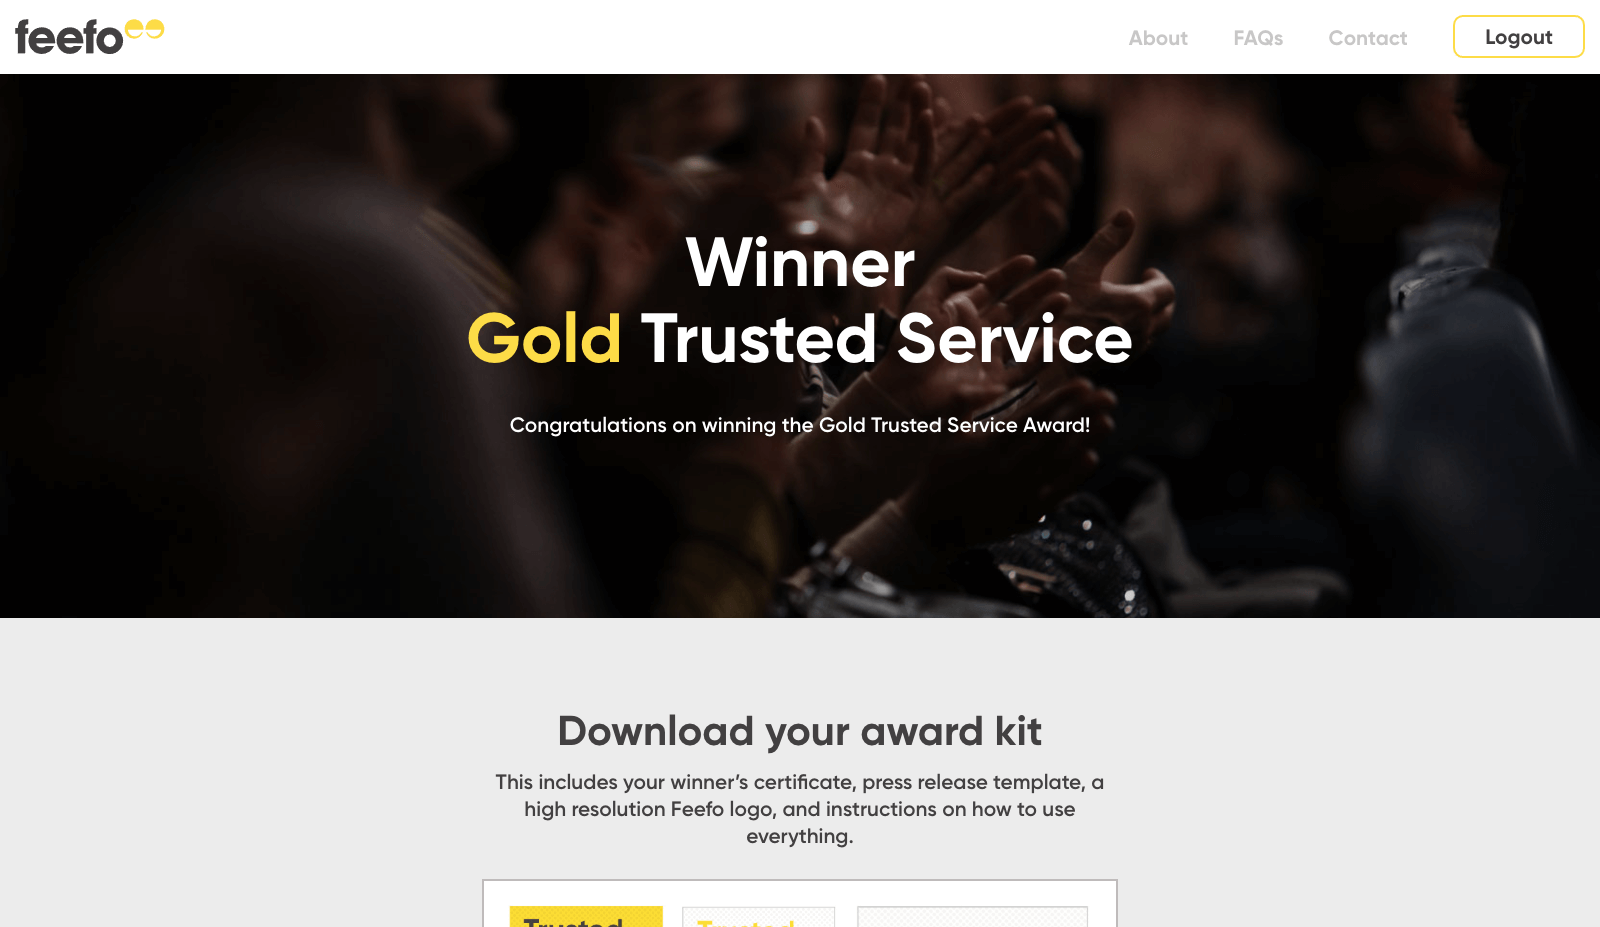 feefo
About
FAQs
Contact
Logout
Winner
Gold Trusted Service
Congratulations on winning the Gold Trusted Service Award!
Download your award kit
This includes your winner’s certificate, press release template, a
high resolution Feefo logo, and instructions on how to use
everything.
Trusted
Trusted